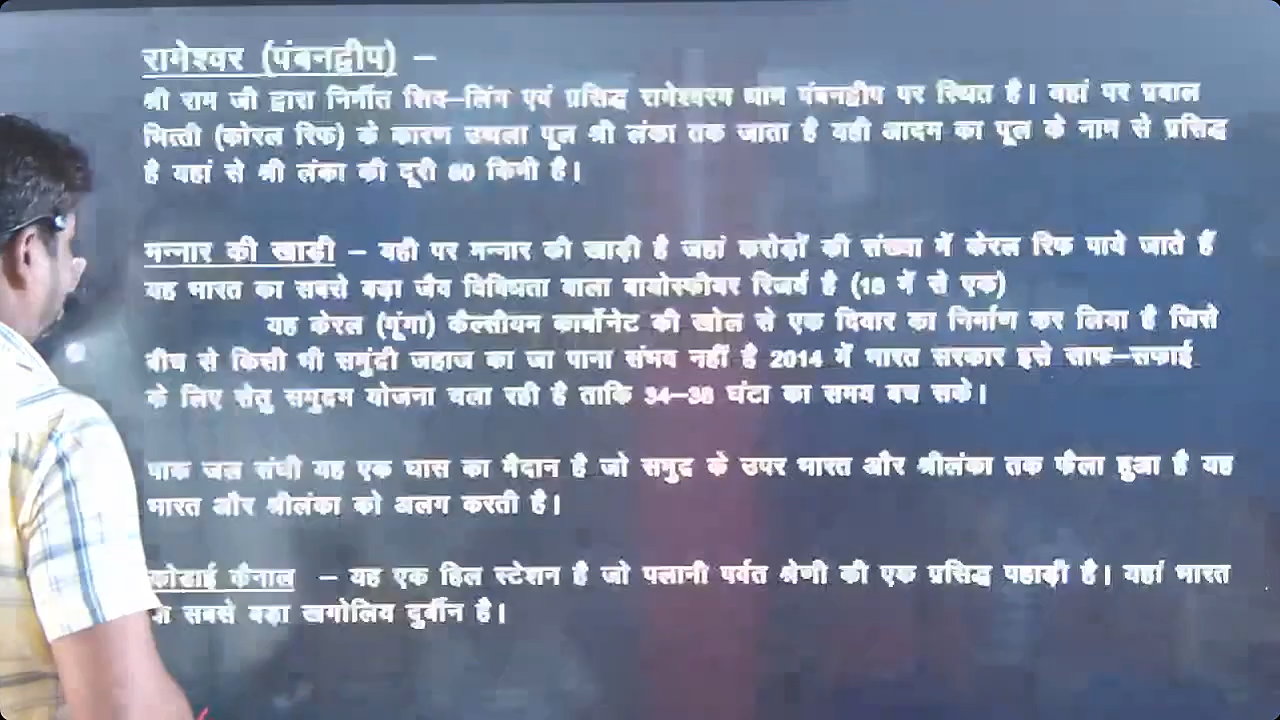 रामेश्वर (पंबनद्वीप) –
श्री राम जी द्वारा निर्मीत शिव–लिंग एवं प्रसिद्ध रामेश्वरम धाम पंबनद्वीप पर स्थित है। वहां पर प्रवाल
भित्ती (कोरल रिफ) के कारण उथला पूल श्री लंका तक जाता है यही आदम का पूल के नाम से प्रसिद्ध
है यहां से श्री लंका की दूरी 80 किमी है।
मन्नार की खाड़ी – यही पर मन्नार की खाड़ी है जहां करोड़ों की संख्या में केरल रिफ पाये जाते हैं
यह भारत का सबसे बड़ा जैव विविधता वाला बायोस्फीयर रिजर्व है (18 में से एक)
यह केरल (मूंगा) कैल्सीयम कार्बोनेट की खोल से एक दिवार का निर्माण कर लिया है जिसे
बीच से किसी भी समुंद्री जहाज का जा पाना संभव नहीं है 2014 में भारत सरकार इसे साफ–सफाई
के लिए सेतू समुद्रम योजना चला रही है ताकि 34–36 घंटा का समय बच सके।
पाक जल संधी यह एक घास का मैदान है जो समुद्र के उपर भारत और श्रीलंका तक फैला हुआ है यह
भारत और श्रीलंका को अलग करती है।
कोडाई कैनाल – यह एक हिल स्टेशन है जो पलानी पर्वत श्रेणी की एक प्रसिद्ध पहाड़ी है। यहां भारत
सबसे बड़ा खगोलिय दुर्बीन है।